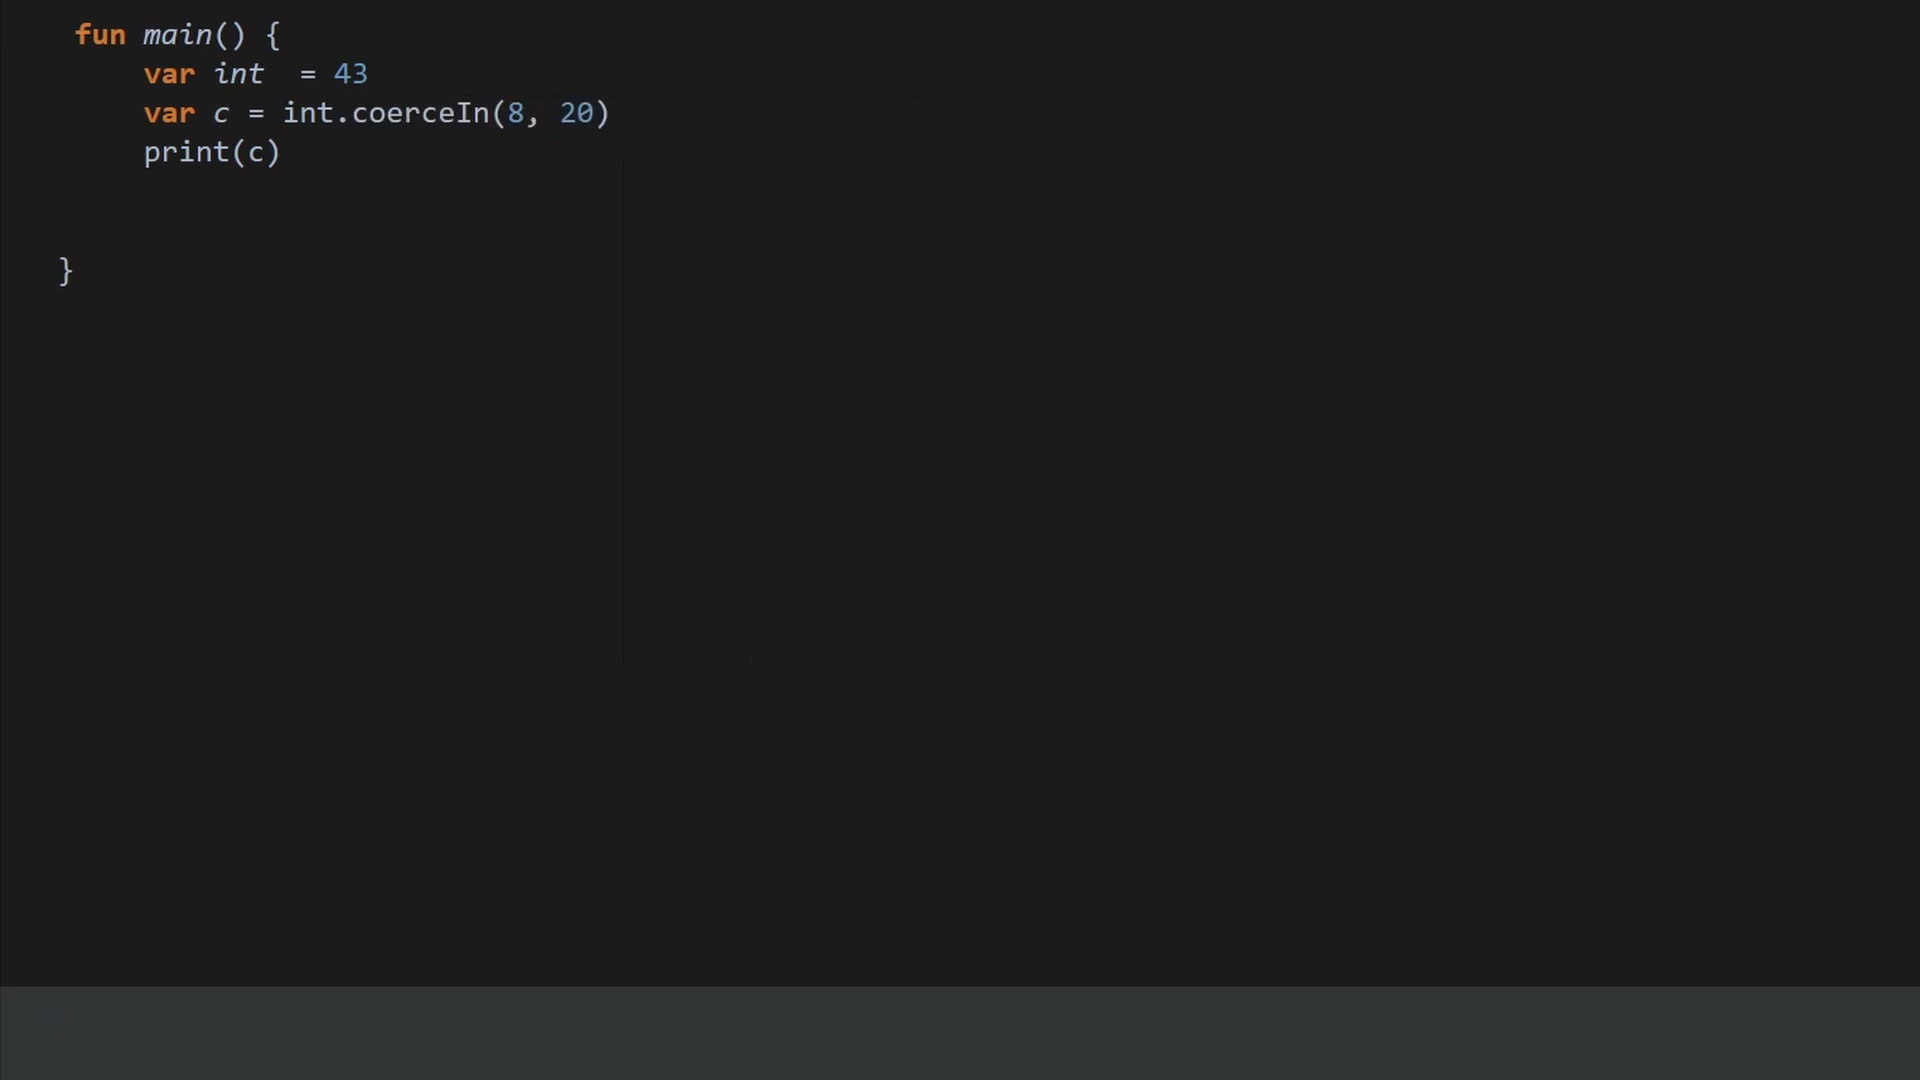 fun main() {
var int  = 43
var c = int.coerceIn(8, 20)
print(c)
}